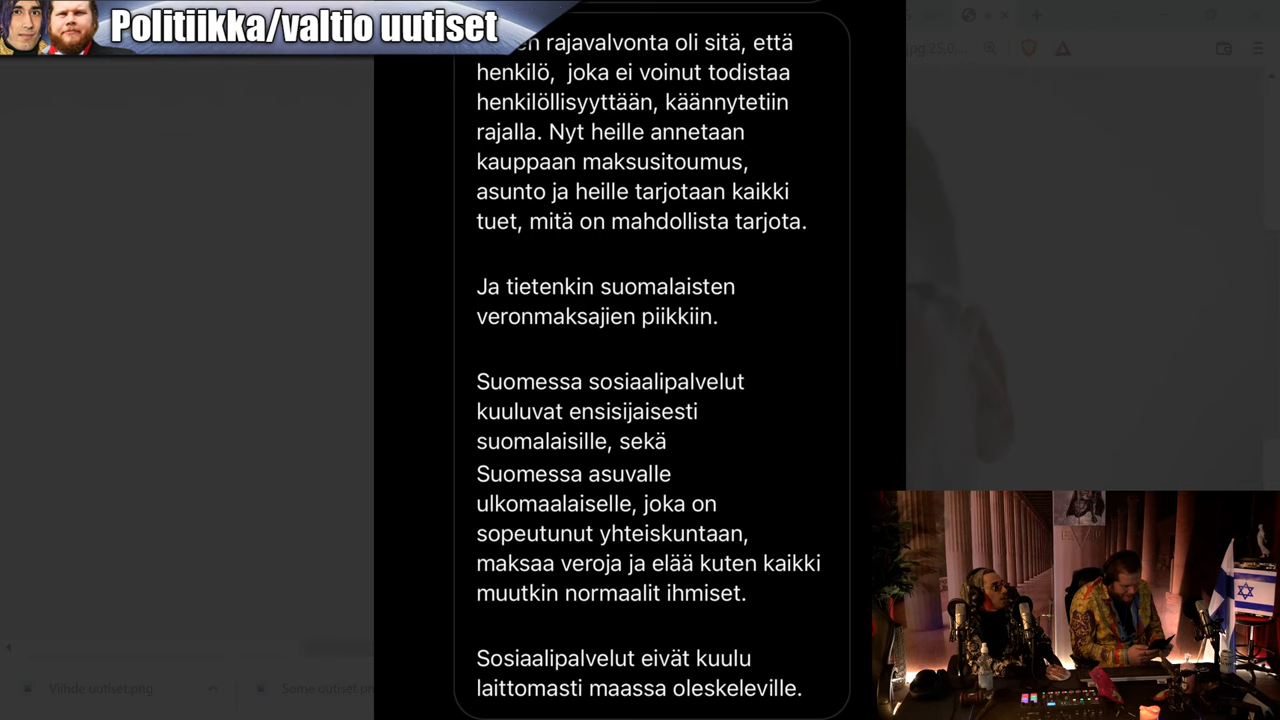 Politiikka/valtio uutiset
rajavalvonta oli sitä, että
henkilö, joka ei voinut todistaa
henkilöllisyyttään, käännytetiin
rajalla. Nyt heille annetaan
kauppaan maksusitoumus,
asunto ja heille tarjotaan kaikki
tuet, mitä on mahdollista tarjota.
Ja tietenkin suomalaisten
veronmaksajien piikkiin.
Suomessa sosiaalipalvelut
kuuluvat ensisijaisesti
suomalaisille, sekä
Suomessa asuvalle
ulkomaalaiselle, joka on
sopeutunut yhteiskuntaan,
maksaa veroja ja elää kuten kaikki
muutkin normaalit ihmiset.
Sosiaalipalvelut eivät kuulu
laittomasti maassa oleskeleville.
Viihde uutiset.png
Some uutiset.pn